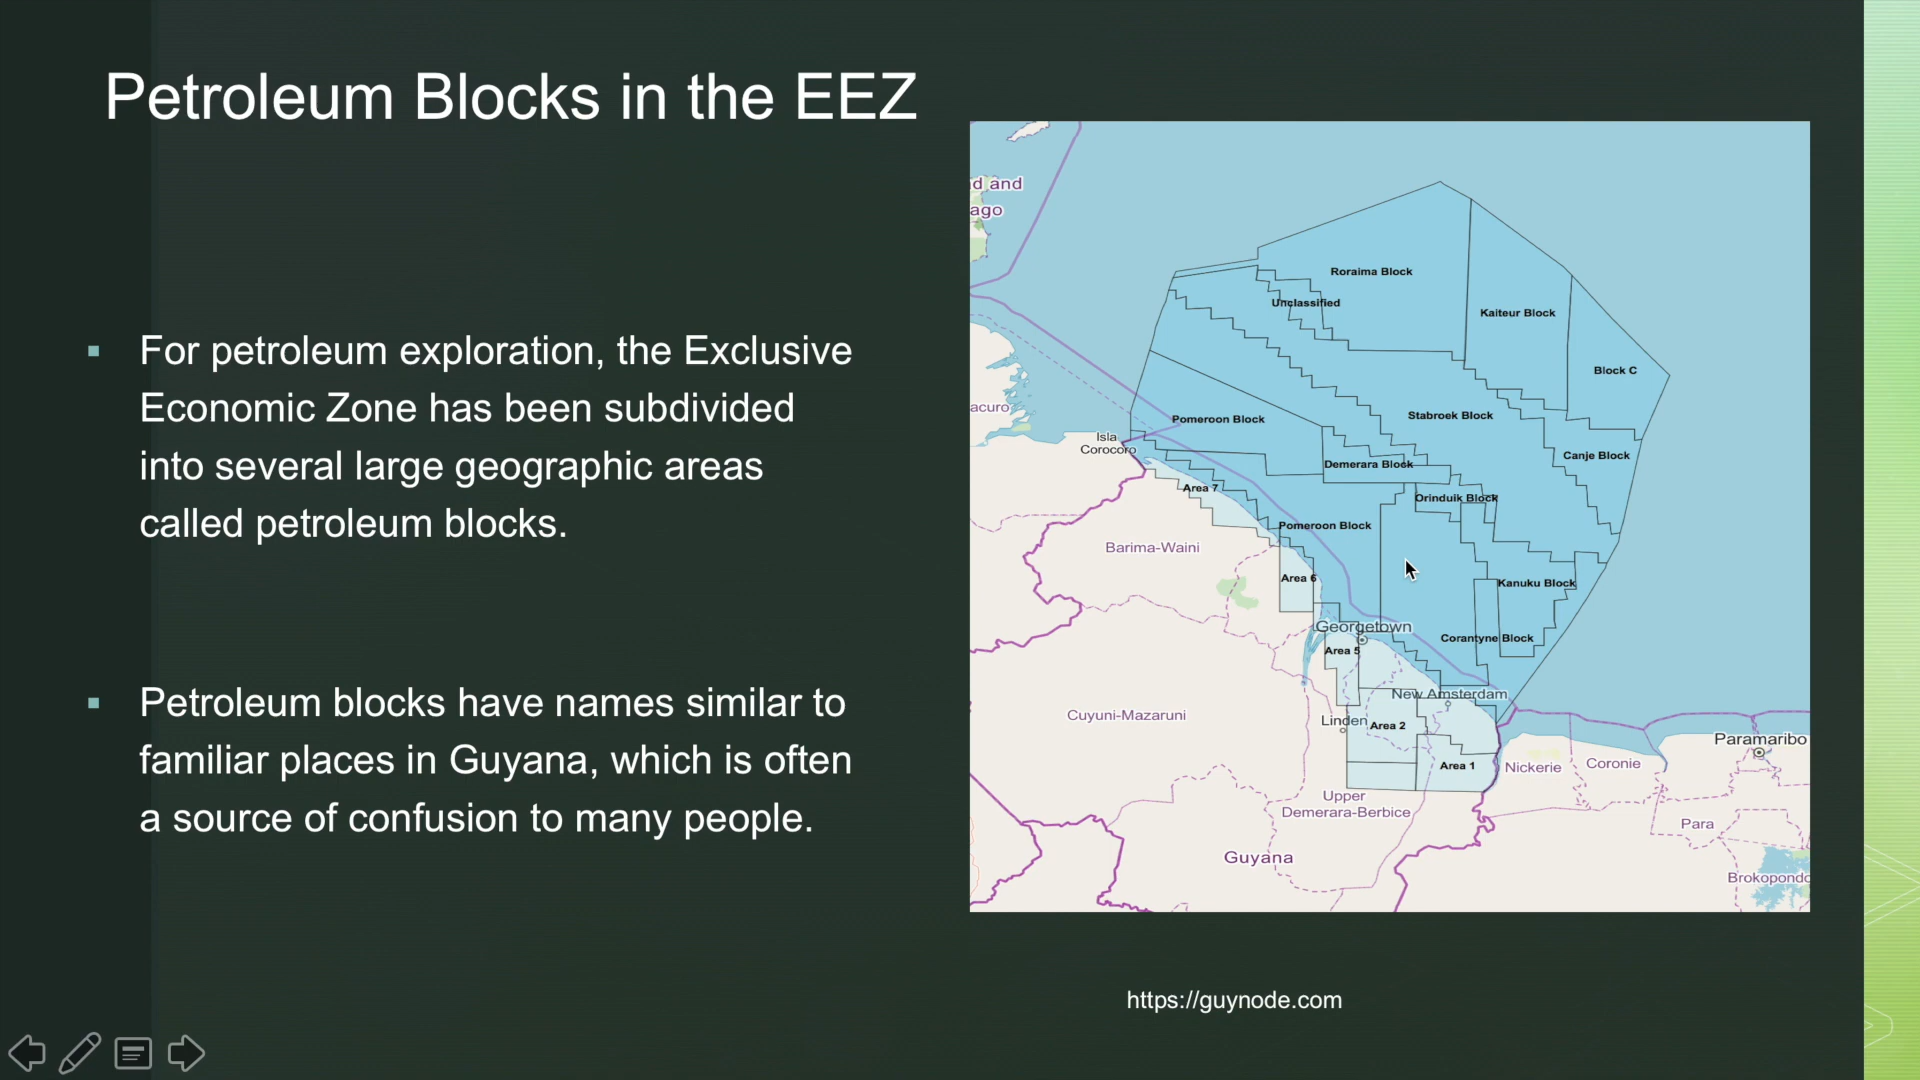 Petroleum Blocks in the EEZ
For petroleum exploration, the Exclusive
Economic Zone has been subdivided
into several large geographic areas
called petroleum blocks.
Petroleum blocks have names similar to
familiar places in Guyana, which is often
a source of confusion to many people.
d and
ago
Roraima Block
Unclassified
Kaiteur Block
Block C
acuro
Stabroek Block
Pomeroon Block
Isla
Corocoro
Canje Block
Demerara Block
Area 7
Orinduik Block
Pomeroon Block
Barima-Waini
Area 6
Kanuku Block
Georgetown
Corantyne Block
Area 5
New Amsterdam
Cuyuni-Mazaruni
Linden
Area 2
Paramaribo
Area 1
Nickerie
Coronie
Upper
Demerara-Berbice
Para
Guyana
Brokopondo
https://guynode.com